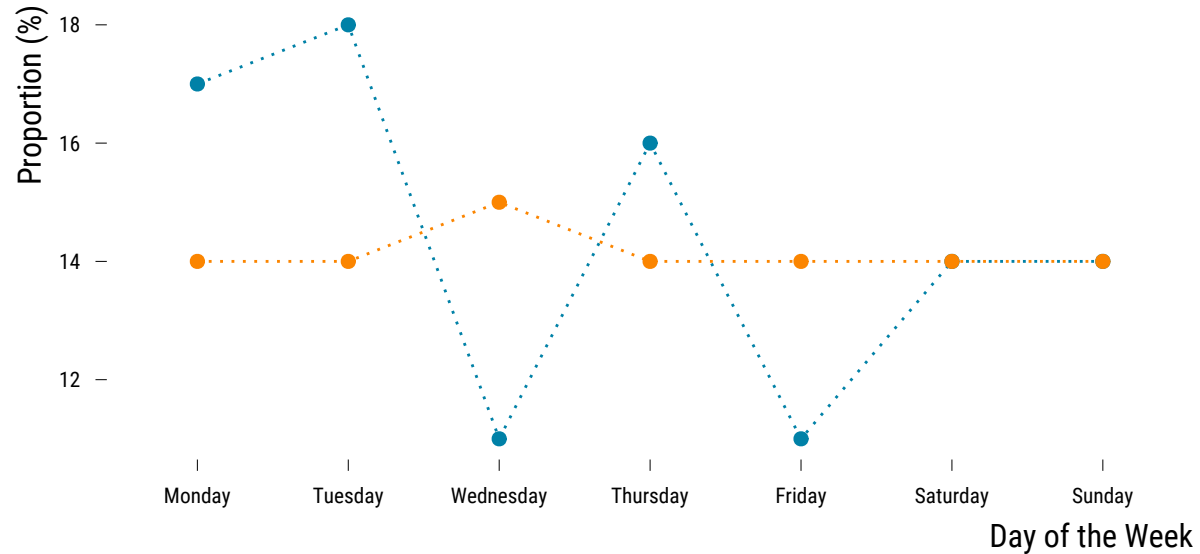 Proportion (%)
18
16
14
12
Monday Tuesday Wednesday Thursday Friday Saturday Sunday
Day of the Week